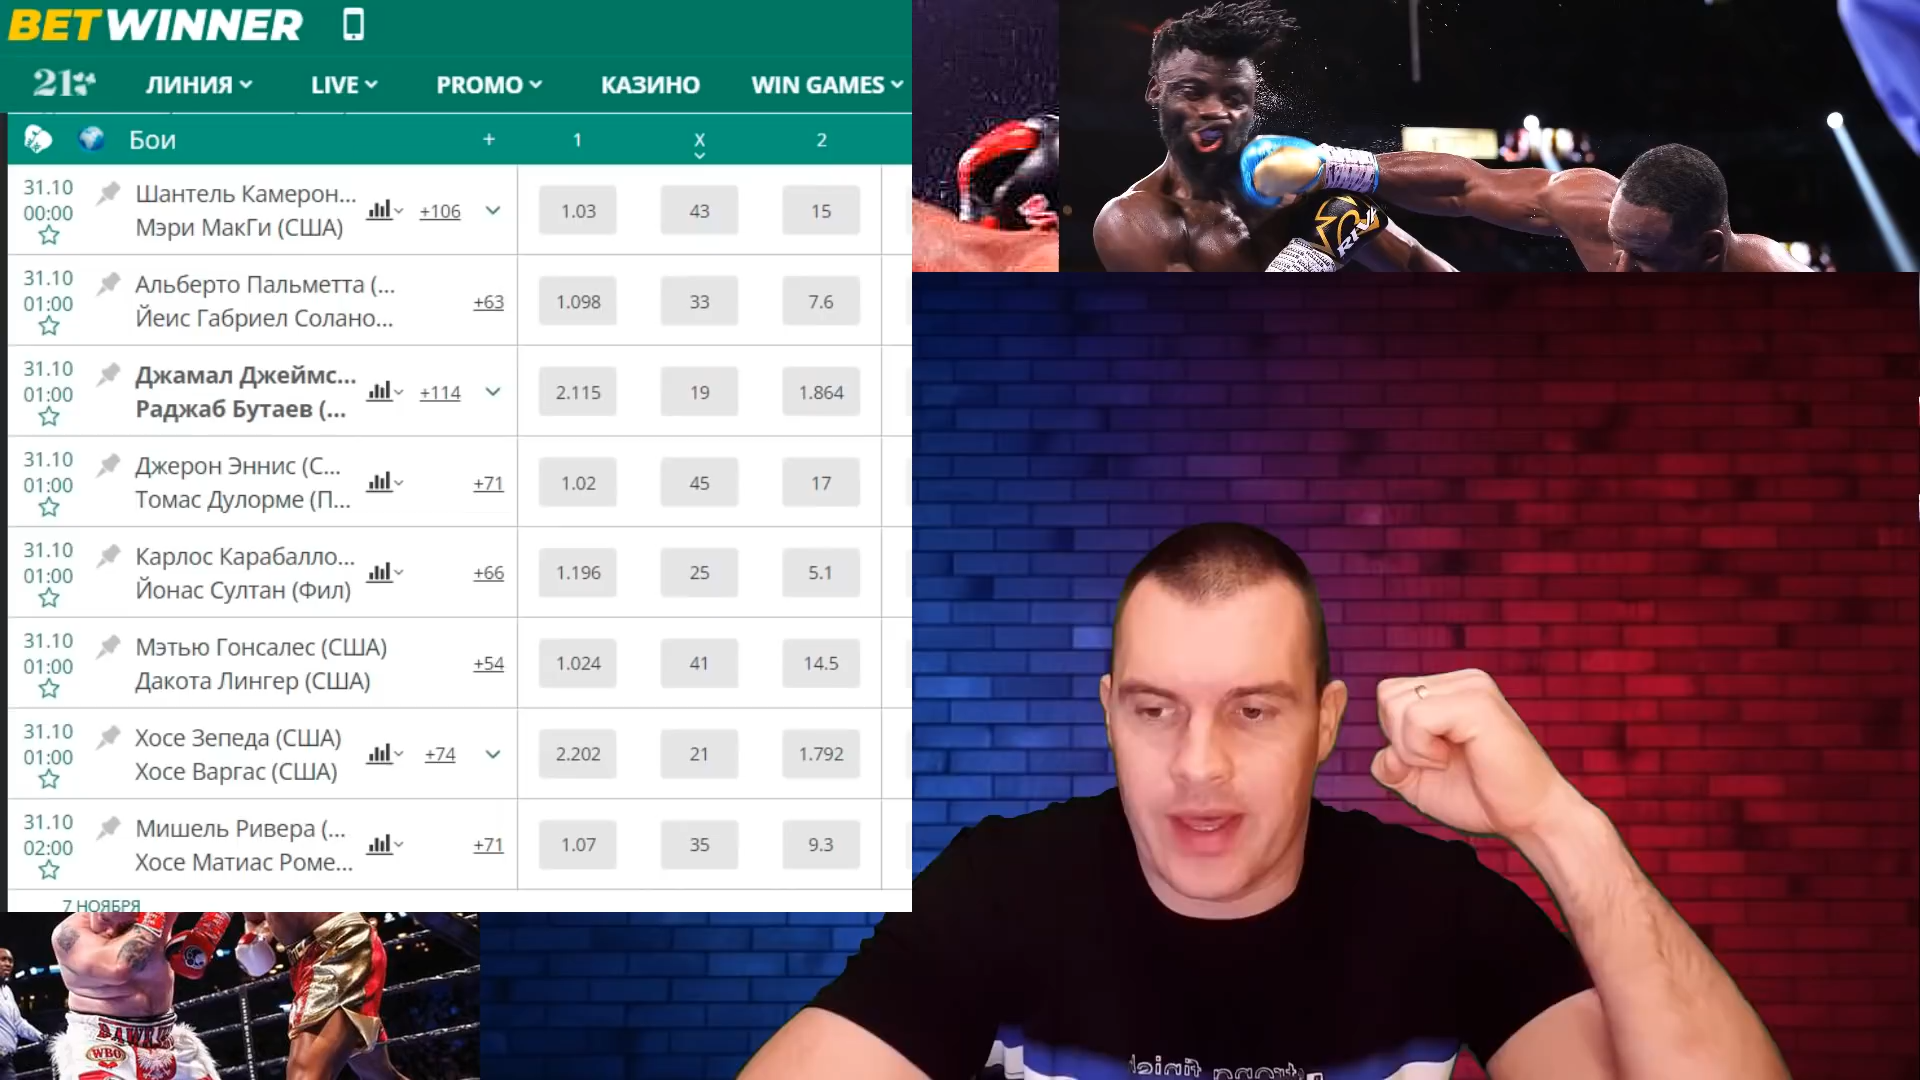 BETWINNER
21
ЛИНИЯ LIVE PROMO КАЗИНО WIN GAMES
Бои + 1 X 2
31.10 00:00 Шантель Камерон... Мэри МакГи (США) +106 1.03 43 15
31.10 01:00 Альберто Пальметта (... Йеис Габриел Солано... +63 1.098 33 7.6
31.10 01:00 Джамал Джеймс... Раджаб Бутаев (... +114 2.115 19 1.864
31.10 01:00 Джерон Эннис (С... Томас Дулорме (П... +71 1.02 45 17
31.10 01:00 Карлос Карабалло... Йонас Султан (Фил) +66 1.196 25 5.1
31.10 01:00 Мэтью Гонсалес (США) Дакота Лингер (США) +54 1.024 41 14.5
31.10 01:00 Хосе Зепеда (США) Хосе Варгас (США) +74 2.202 21 1.792
31.10 02:00 Мишель Ривера (... Хосе Матиас Роме... +71 1.07 35 9.3
7 НОЯБРЯ
RIVAL
WBO